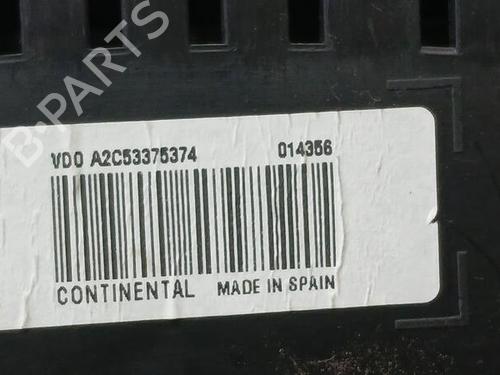 B-PARTS
VDO A2C53375374 014356
CONTINENTAL MADE IN SPAIN